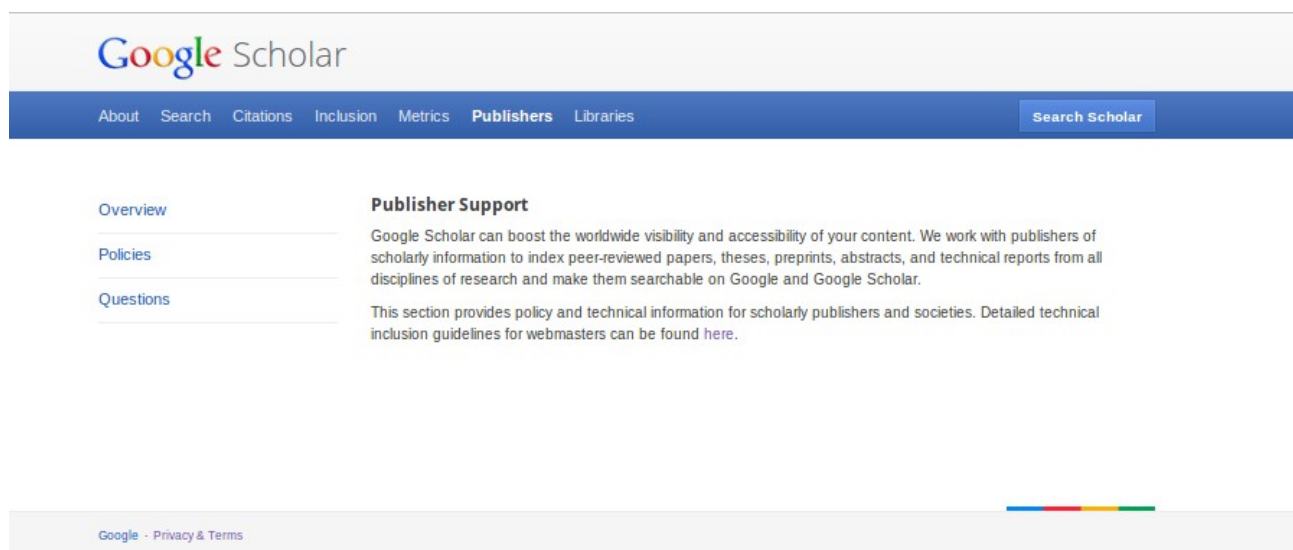 Google Scholar
About Search Citations Inclusion Metrics Publishers Libraries Search Scholar
Overview
Policies
Questions
Publisher Support
Google Scholar can boost the worldwide visibility and accessibility of your content. We work with publishers of
scholarly information to index peer-reviewed papers, theses, preprints, abstracts, and technical reports from all
disciplines of research and make them searchable on Google and Google Scholar.
This section provides policy and technical information for scholarly publishers and societies. Detailed technical
inclusion guidelines for webmasters can be found here.
Google - Privacy & Terms